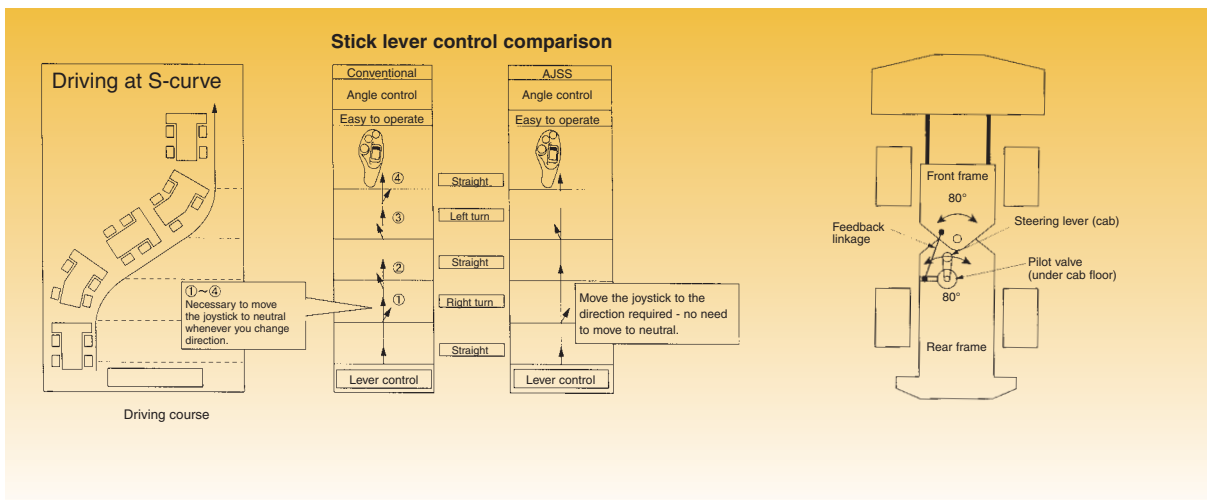 Stick lever control comparison
Driving at S-curve
①~④
Necessary to move
the joystick to neutral
whenever you change
direction.
Driving course
Conventional
Angle control
Easy to operate
④
③
②
①
Lever control
Straight
Left turn
Straight
Right turn
Straight
AJSS
Angle control
Easy to operate
Move the joystick to the
direction required - no need
to move to neutral.
Lever control
Front frame
80°
Steering lever (cab)
Feedback
linkage
Pilot valve
(under cab floor)
80°
Rear frame